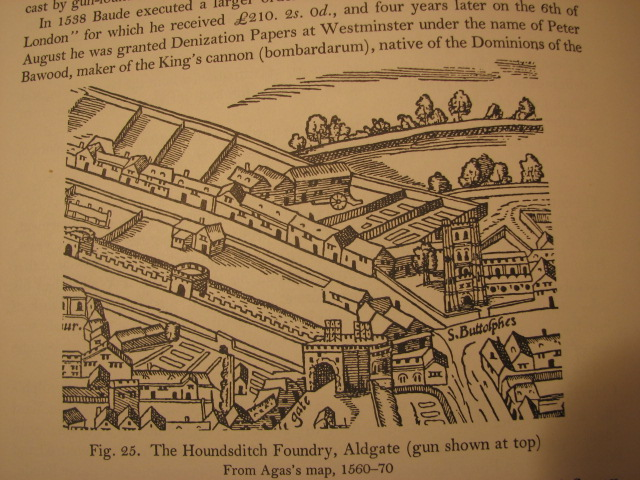 cast by
In 1538 Baude executed a larger
London" for which he received £210. 2s. 0d., and four years later on the 6th of
August he was granted Denization Papers at Westminster under the name of Peter
Bawood, maker of the King's cannon (bombardarum), native of the Dominions of the
S. Buttolphes
ur.
gate
Fig. 25. The Houndsditch Foundry, Aldgate (gun shown at top)
From Agas's map, 1560–70